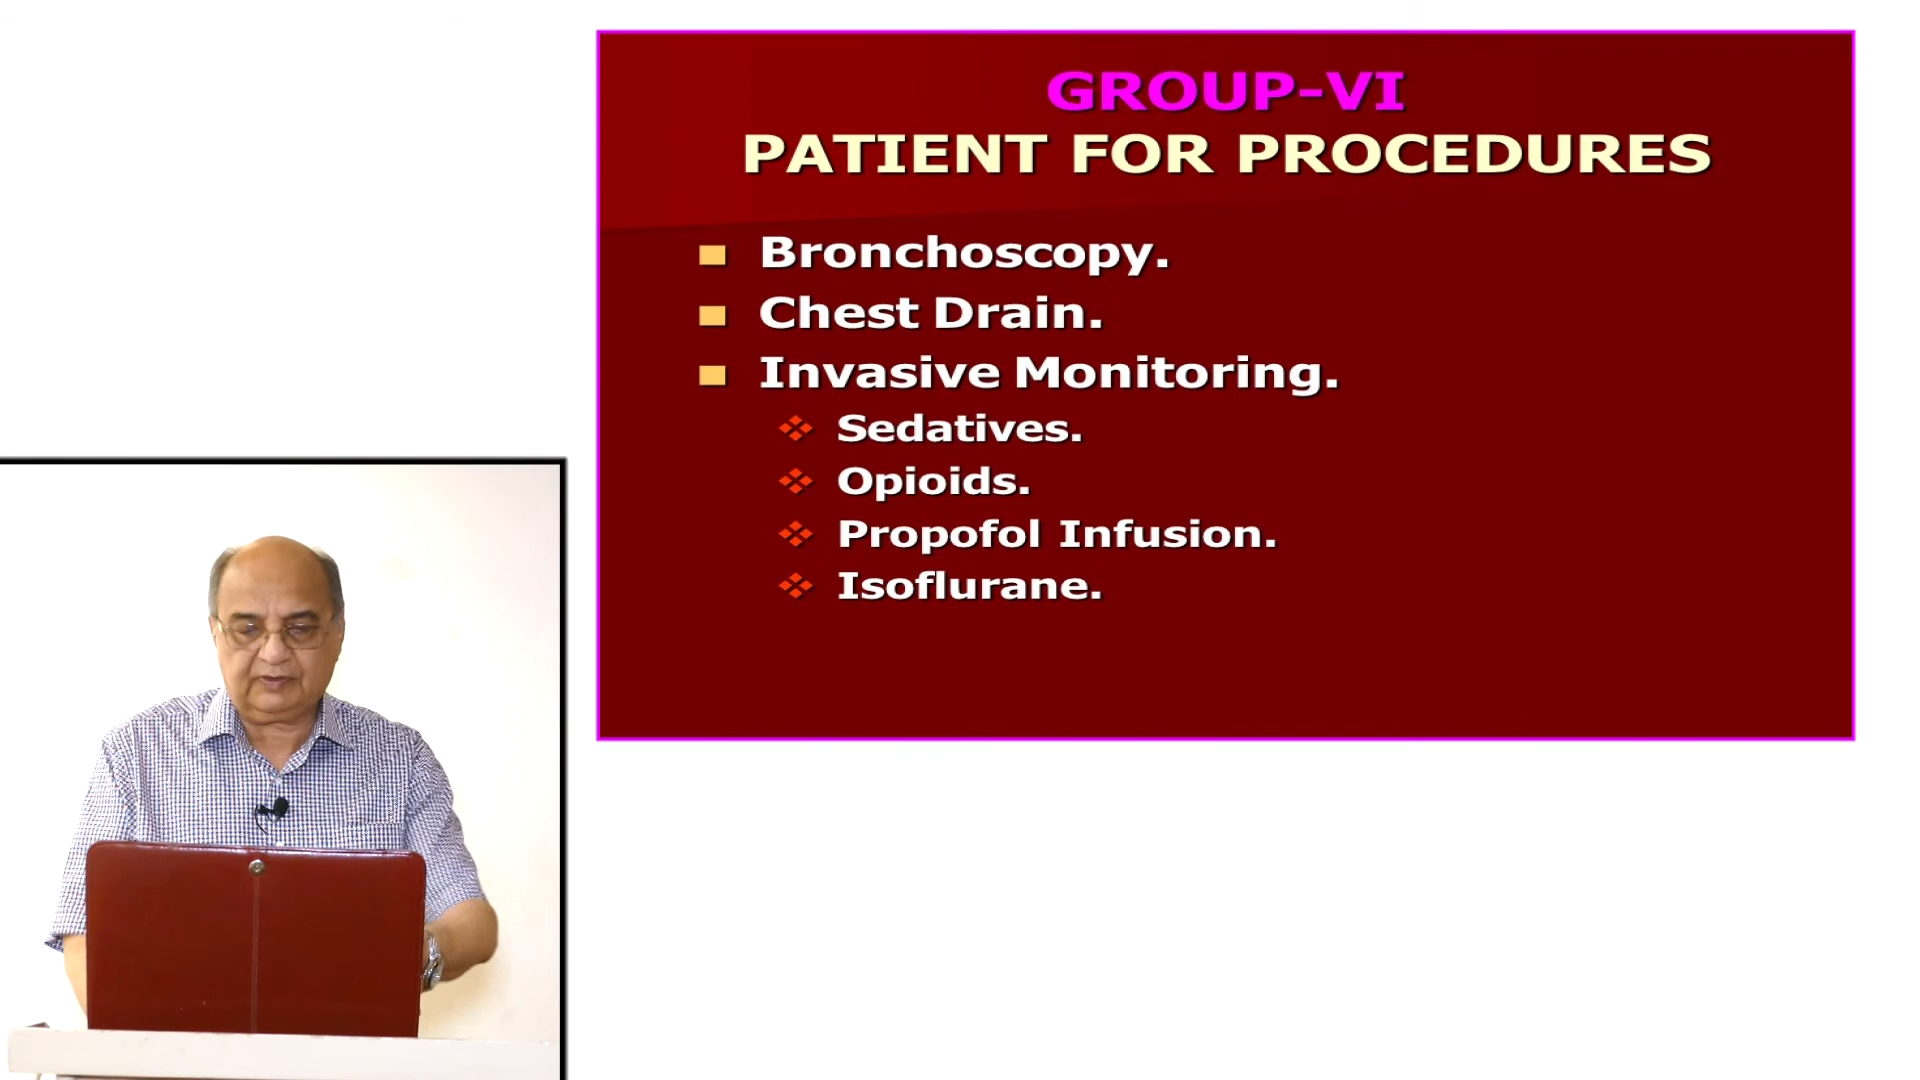 GROUP-VI
PATIENT FOR PROCEDURES
Bronchoscopy.
Chest Drain.
Invasive Monitoring.
Sedatives.
Opioids.
Propofol Infusion.
Isoflurane.